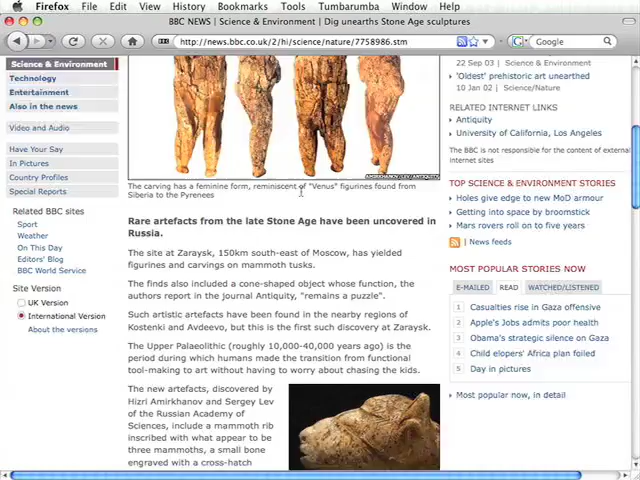 Firefox File Edit View History Bookmarks Tools Tumbarumba Window Help
BBC NEWS | Science & Environment | Dig unearths Stone Age sculptures
http://news.bbc.co.uk/2/hi/science/nature/7758986.stm
Google
Science & Environment
Technology
Entertainment
Also in the news
Video and Audio
Have Your Say
In Pictures
Country Profiles
Special Reports
Related BBC sites
Sport
Weather
On This Day
Editors' Blog
BBC World Service
Site Version
UK Version
International Version
About the versions
AMIRKHANOV/LEV/ANTIQUITY
The carving has a feminine form, reminiscent of "Venus" figurines found from
Siberia to the Pyrenees
Rare artefacts from the late Stone Age have been uncovered in
Russia.
The site at Zaraysk, 150km south-east of Moscow, has yielded
figurines and carvings on mammoth tusks.
The finds also included a cone-shaped object whose function, the
authors report in the journal Antiquity, "remains a puzzle".
Such artistic artefacts have been found in the nearby regions of
Kostenki and Avdeevo, but this is the first such discovery at Zaraysk.
The Upper Palaeolithic (roughly 10,000-40,000 years ago) is the
period during which humans made the transition from functional
tool-making to art without having to worry about chasing the kids.
The new artefacts, discovered by
Hizri Amirkhanov and Sergey Lev
of the Russian Academy of
Sciences, include a mammoth rib
inscribed with what appear to be
three mammoths, a small bone
engraved with a cross-hatch
22 Sep 03 | Science & Environment
'Oldest' prehistoric art unearthed
10 Jan 02 | Science/Nature
RELATED INTERNET LINKS
Antiquity
University of California, Los Angeles
The BBC is not responsible for the content of external
internet sites
TOP SCIENCE & ENVIRONMENT STORIES
Holes give edge to new MoD armour
Getting into space by broomstick
Mars rovers roll on to five years
News feeds
MOST POPULAR STORIES NOW
E-MAILED READ WATCHED/LISTENED
1 Casualties rise in Gaza offensive
2 Apple's Jobs admits poor health
3 Obama's strategic silence on Gaza
4 Child elopers' Africa plan foiled
5 Day in pictures
Most popular now, in detail